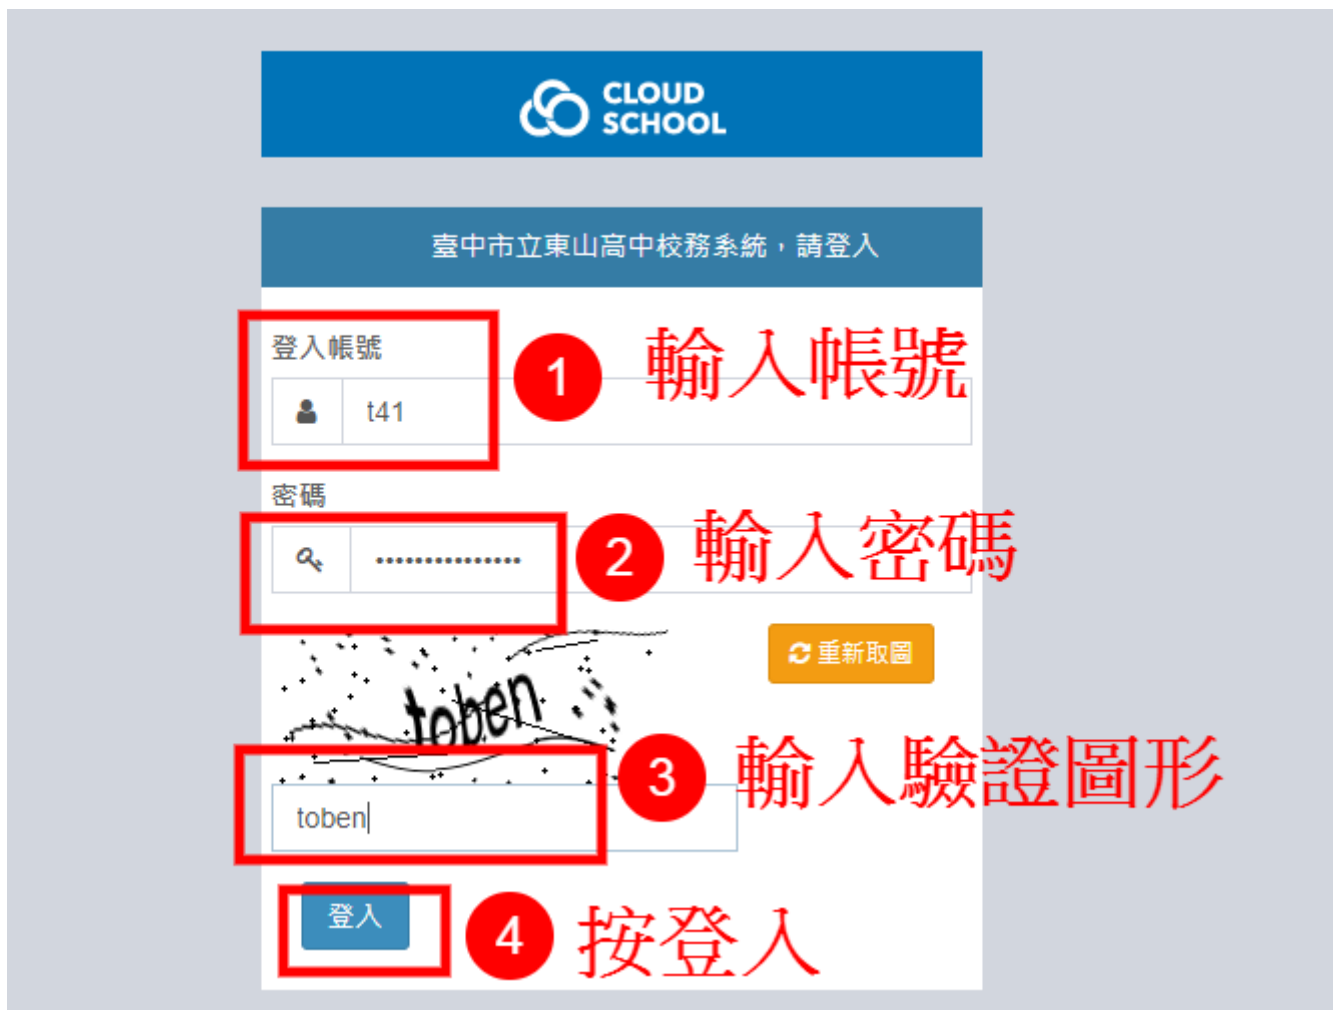 CLOUD
SCHOOL
臺中市立東山高中校務系統，請登入
登入帳號
1 輸入帳號
t41
密碼
2 輸入密碼
•••••••••••••••
重新取圖
toben
3 輸入驗證圖形
toben
登入
4 按登入